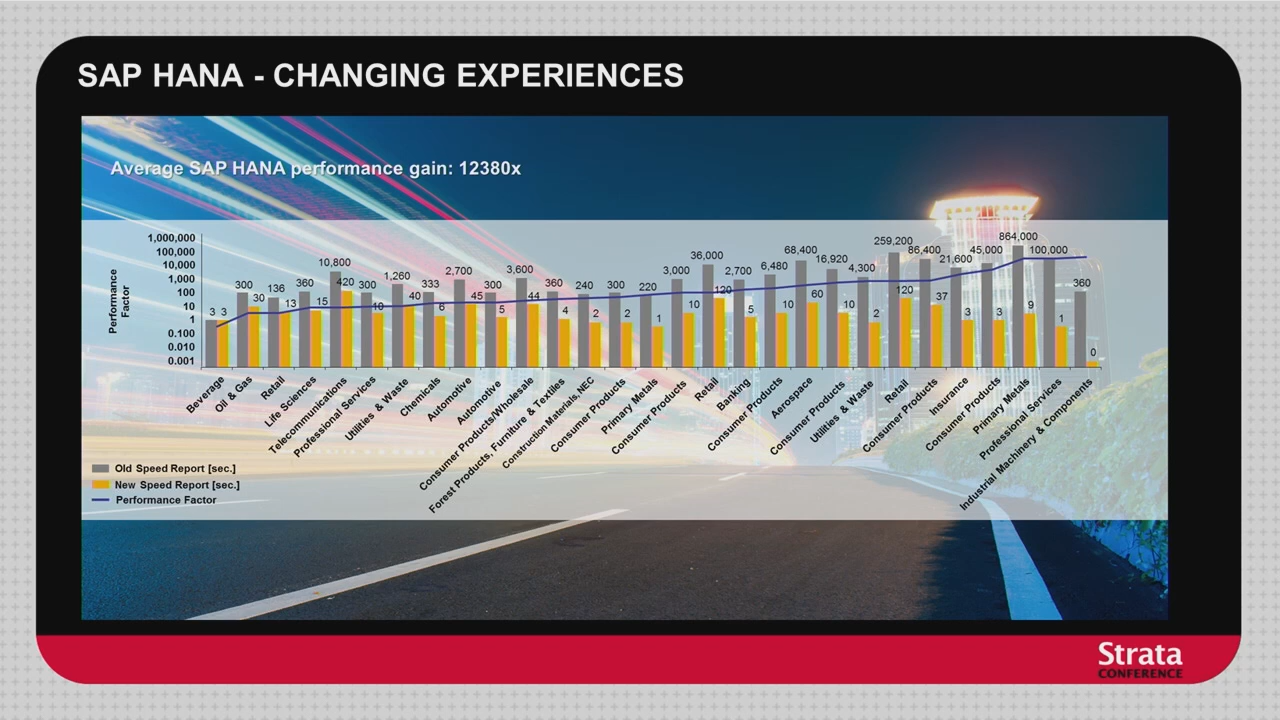 SAP HANA - CHANGING EXPERIENCES
Average SAP HANA performance gain: 12380x
Performance
Factor
1,000,000
100,000
10,000
1,000
100
10
1
0.100
0.010
0.001
3 3
300 30
136 13
360 15
10,800 420
300 10
1,260 40
333 6
2,700 45
300 5
3,600 44
360 4
240 2
300 2
220 1
3,000 10
36,000 120
2,700 5
6,480 10
68,400 60
16,920 10
4,300 2
259,200 120
86,400 37
21,600 3
45,000 3
864,000 9
100,000 1
360 0
Beverage
Oil & Gas
Retail
Life Sciences
Telecommunications
Professional Services
Utilities & Waste
Chemicals
Automotive
Automotive
Consumer Products/Wholesale
Forest Products, Furniture & Textiles
Construction Materials,NEC
Consumer Products
Primary Metals
Consumer Products
Retail
Banking
Consumer Products
Aerospace
Consumer Products
Utilities & Waste
Retail
Consumer Products
Insurance
Consumer Products
Primary Metals
Professional Services
Industrial Machinery & Components
Old Speed Report [sec.]
New Speed Report [sec.]
Performance Factor
Strata
CONFERENCE